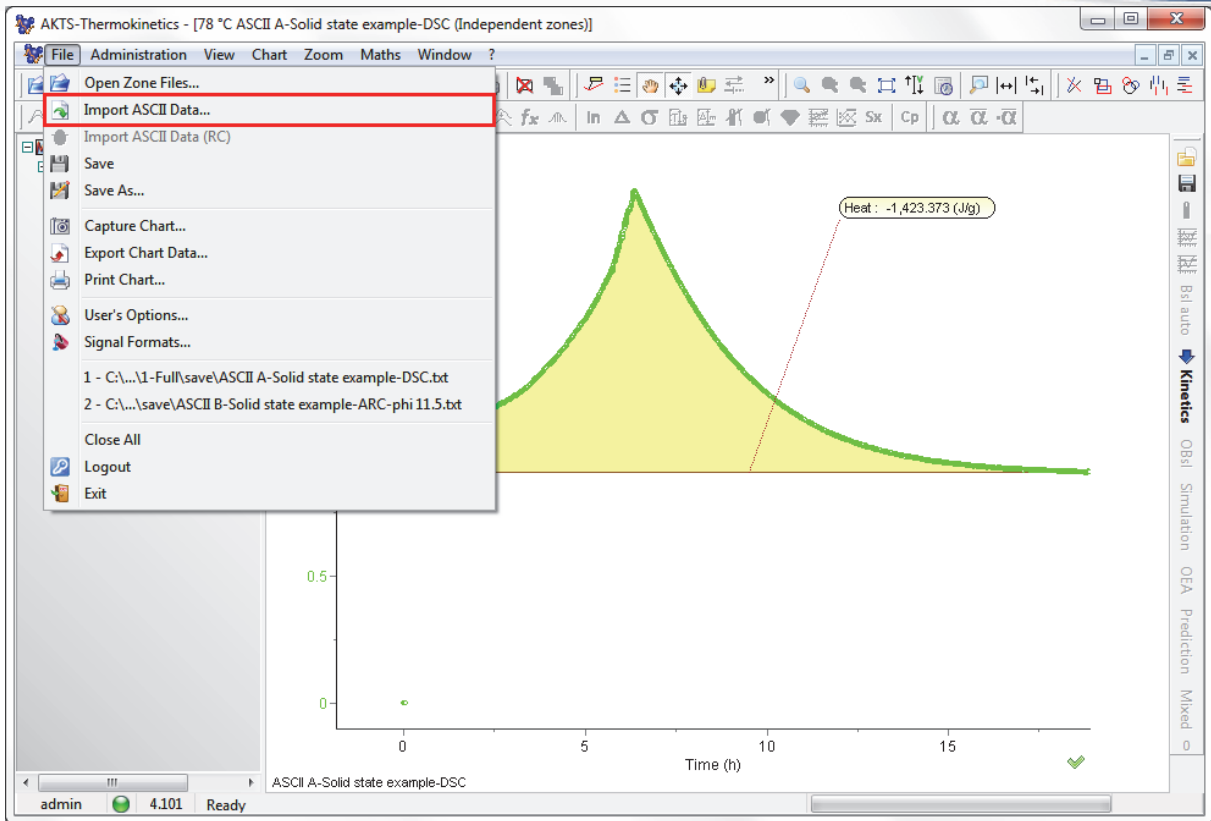 AKTS-Thermokinetics - [78 °C ASCII A-Solid state example-DSC (Independent zones)]
File Administration View Chart Zoom Maths Window ?
Open Zone Files...
Import ASCII Data...
Import ASCII Data (RC)
Save
Save As...
Capture Chart...
Export Chart Data...
Print Chart...
User's Options...
Signal Formats...
1 - C:\...\1-Full\save\ASCII A-Solid state example-DSC.txt
2 - C:\...\save\ASCII B-Solid state example-ARC-phi 11.5.txt
Close All
Logout
Exit
fx ln Δ σ Sx Cp α α -α
Heat : -1,423.373 (J/g)
Bsl auto
Kinetics
OBsl
Simulation
OEA
Prediction
Mixed
0
0.5
0
0 5 10 15
Time (h)
ASCII A-Solid state example-DSC
admin 4.101 Ready